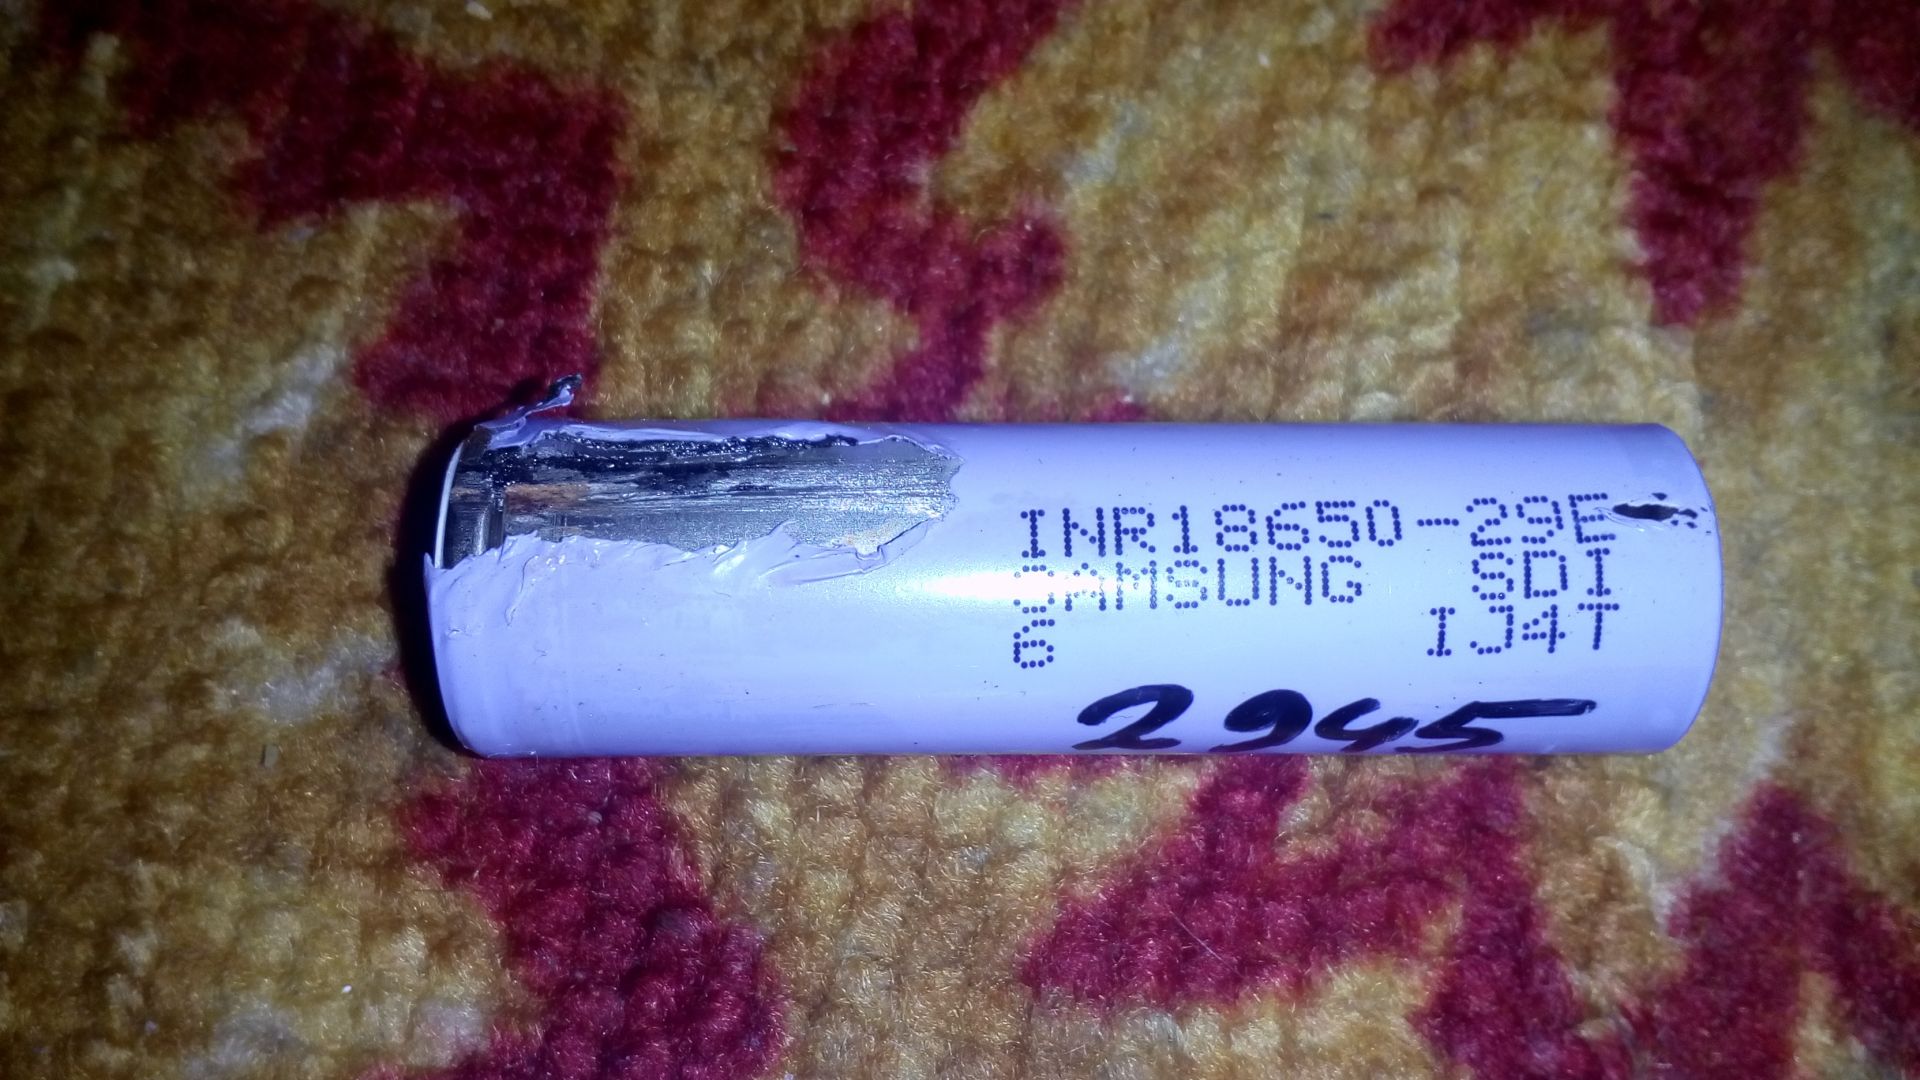 INR18650-29E
SAMSUNG SDI
6 IJ4T
2945